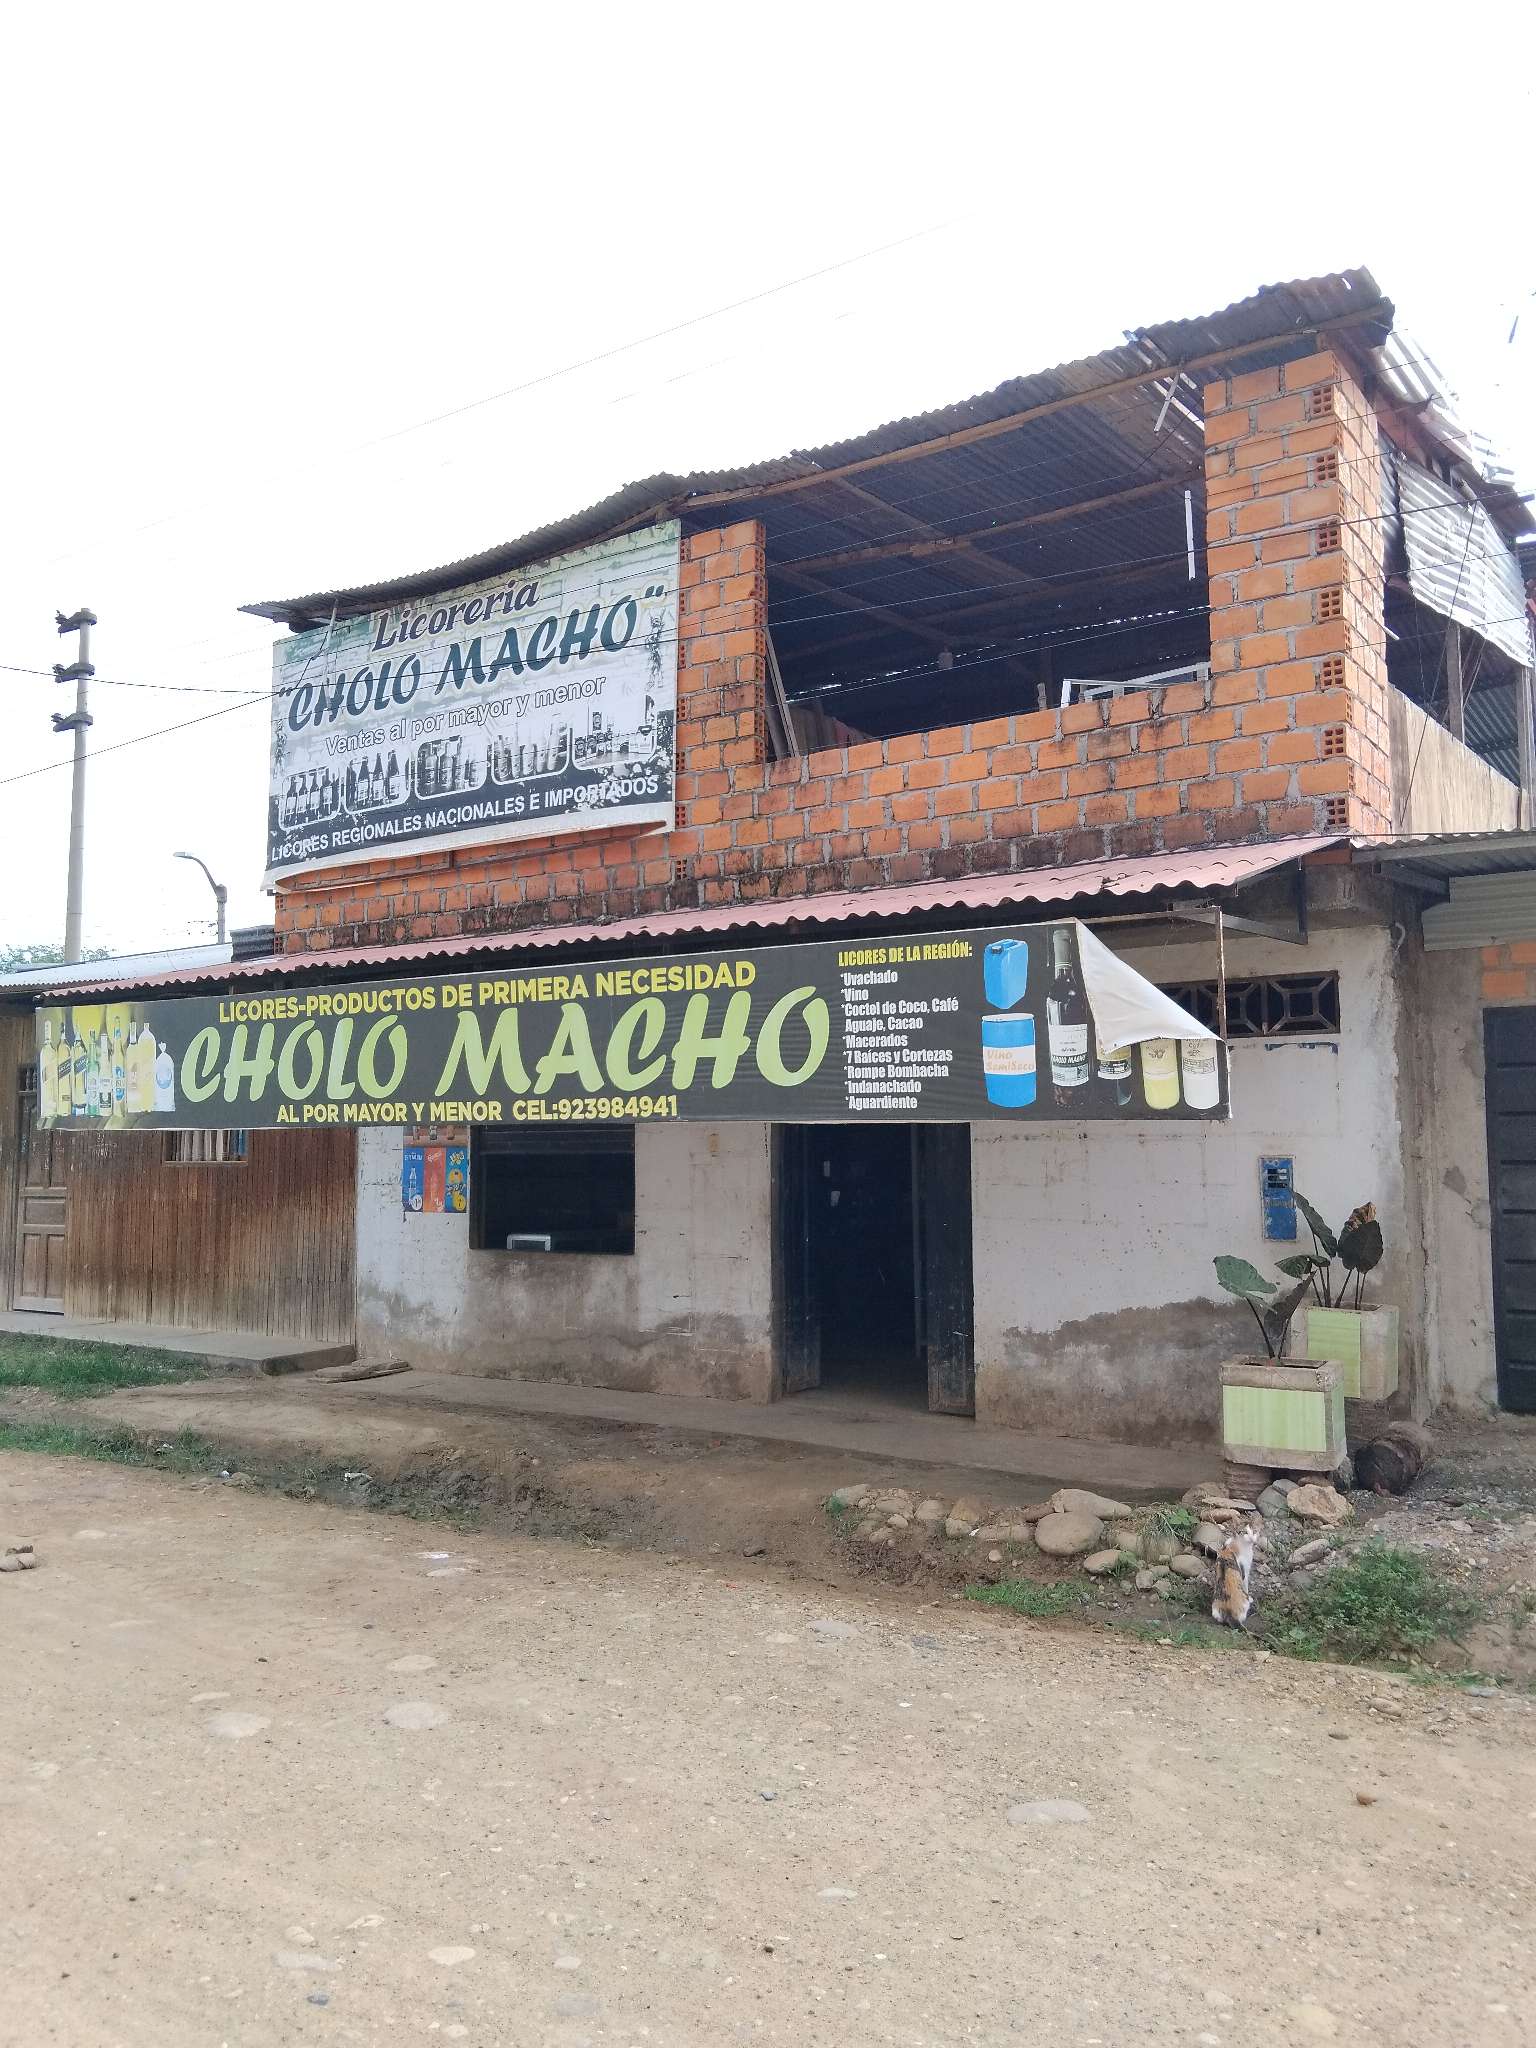 Licoreria
"CHOLO MACHO"
Ventas al por mayor y menor
LICORES REGIONALES NACIONALES E IMPORTADOS
LICORES-PRODUCTOS DE PRIMERA NECESIDAD
CHOLO MACHO
AL POR MAYOR Y MENOR CEL:923984941
LICORES DE LA REGIÓN:
*Uvachado
*Vino
*Coctel de Coco, Café
Aguaje, Cacao
*Macerados
*7 Raíces y Cortezas
*Rompe Bombacha
*Indanachado
*Aguardiente
Vino
SemiSeco
CHOLO MACHO